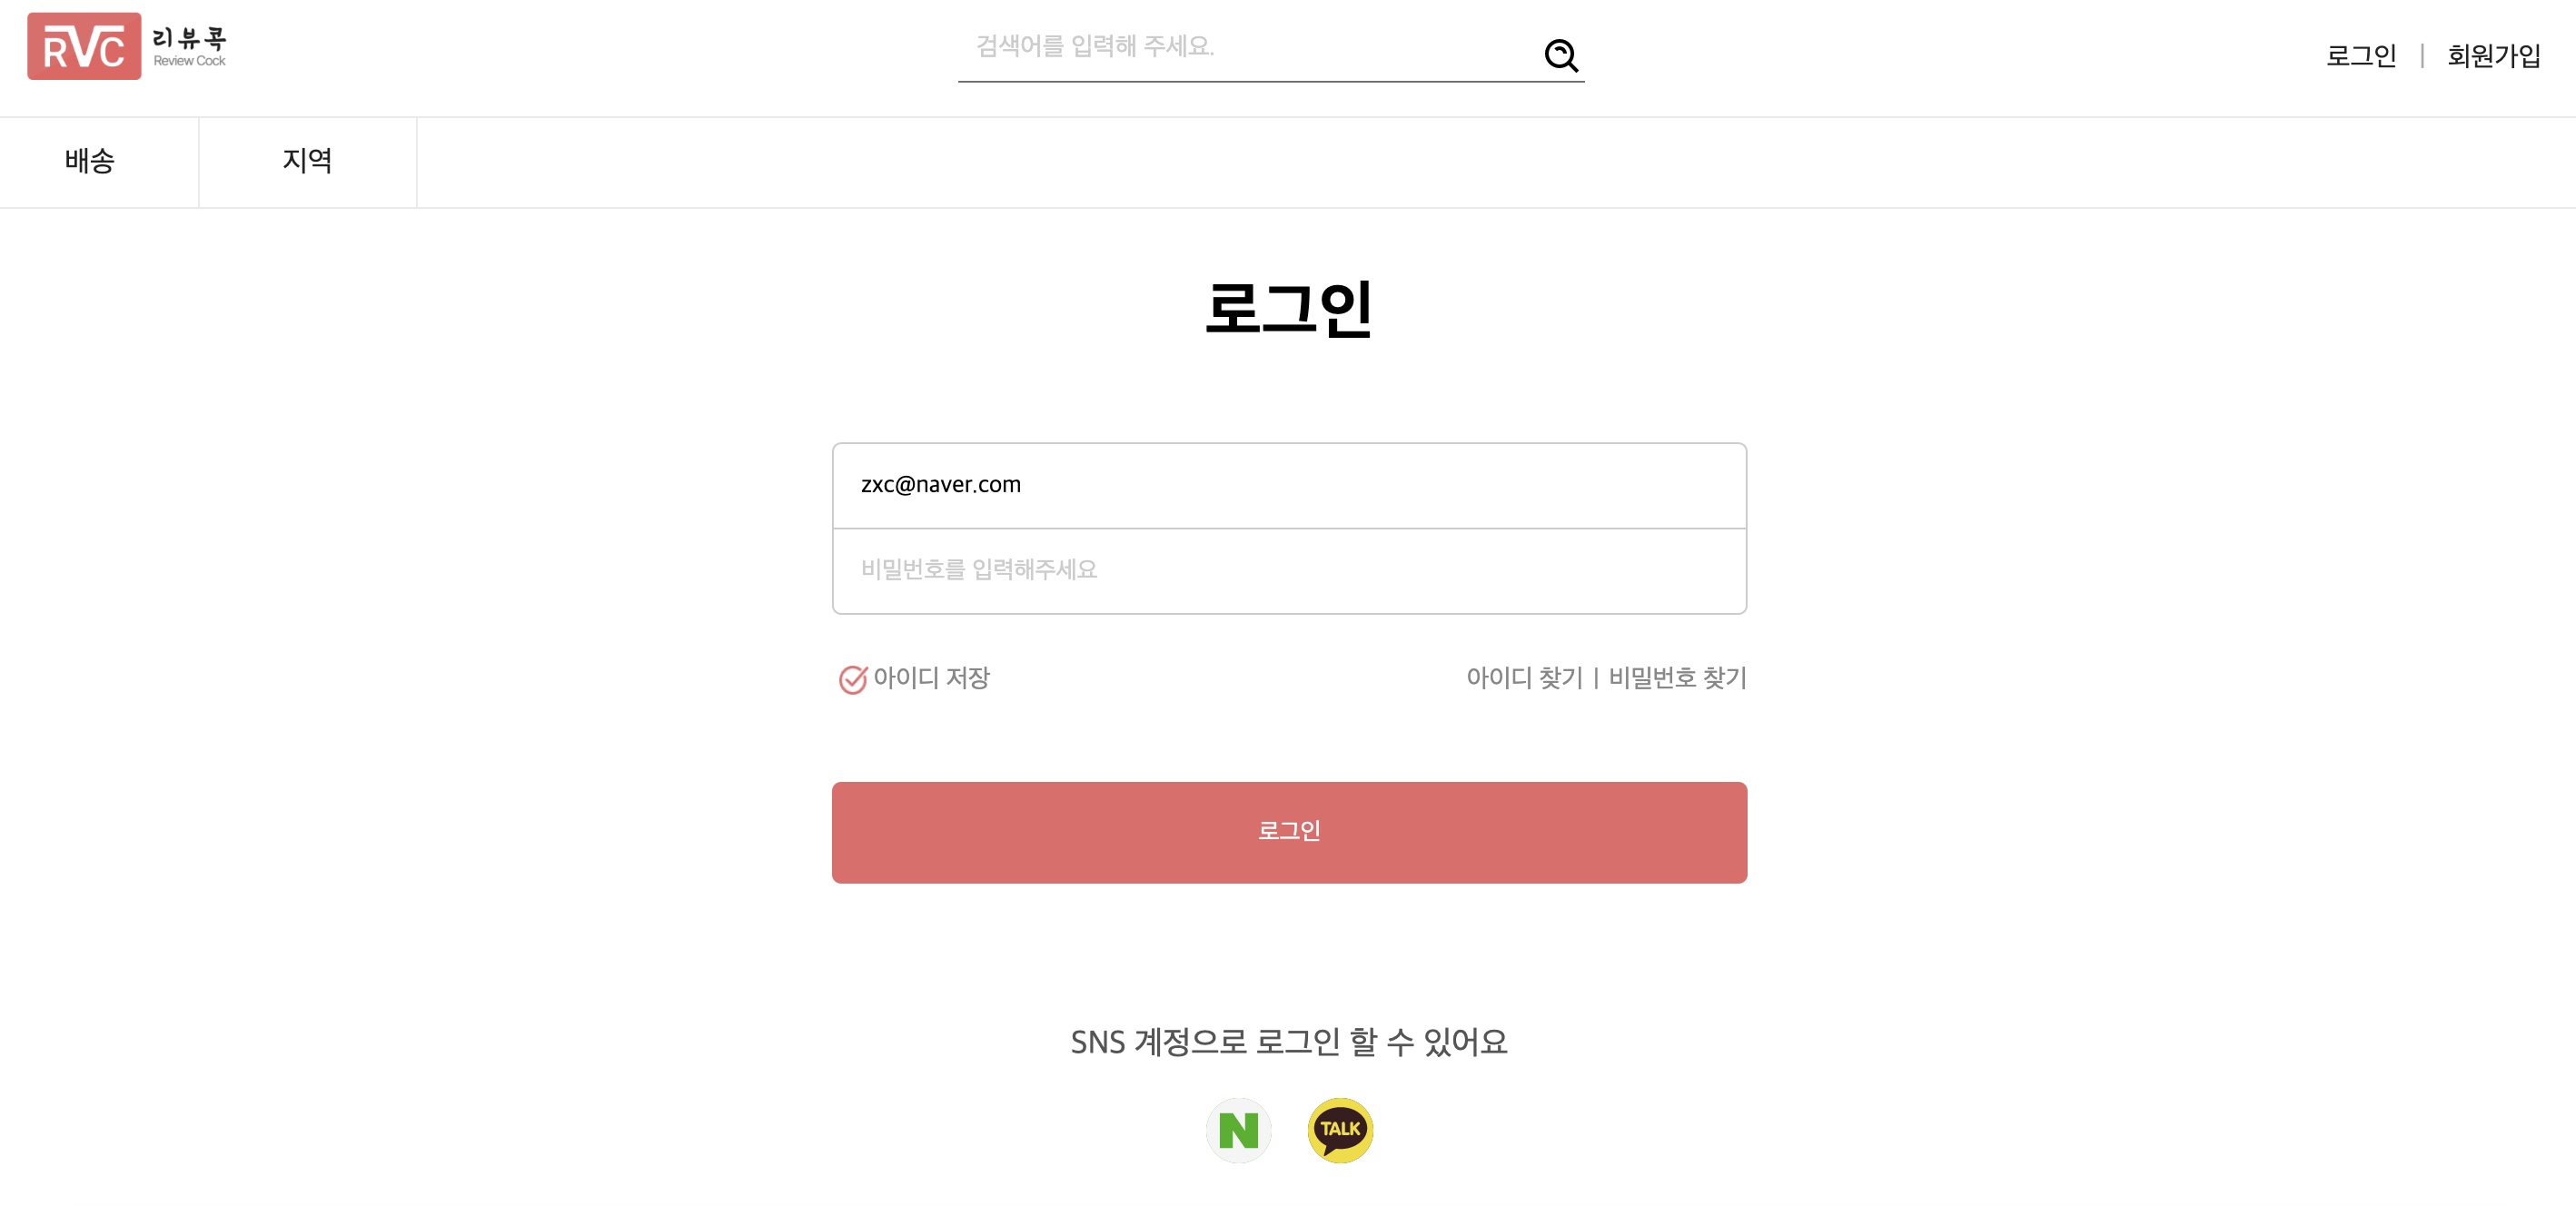 RVC 리뷰콕
Review Cock
검색어를 입력해 주세요.
로그인 | 회원가입
배송 지역
로그인
zxc@naver.com
비밀번호를 입력해주세요
아이디 저장 아이디 찾기 | 비밀번호 찾기
로그인
SNS 계정으로 로그인 할 수 있어요
N TALK